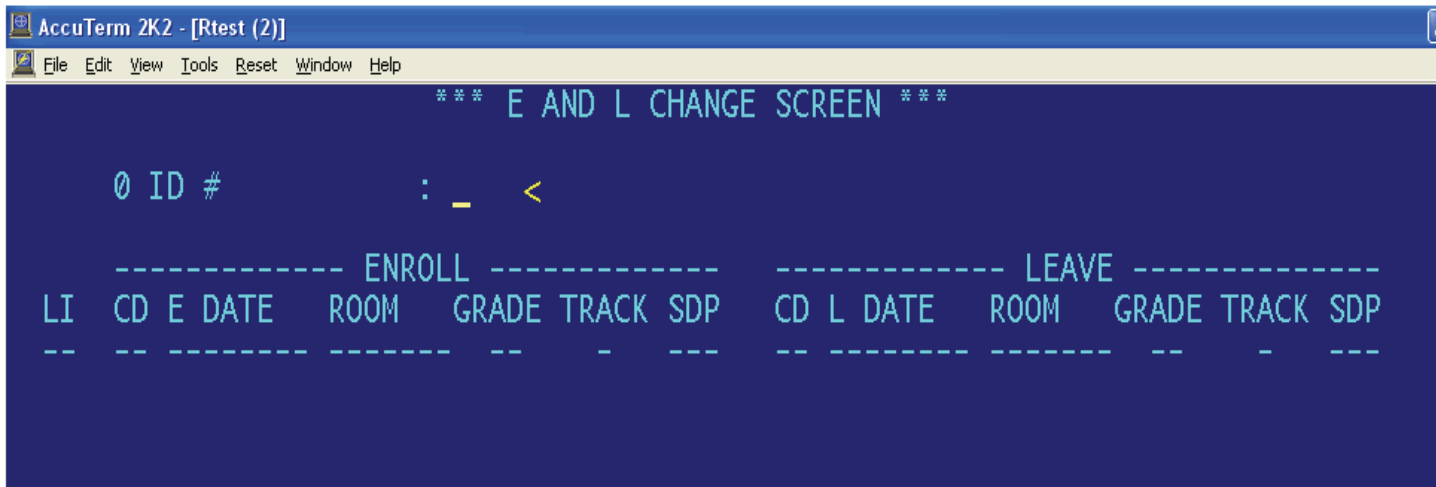 AccuTerm 2K2 - [Rtest (2)]
File Edit View Tools Reset Window Help
*** E AND L CHANGE SCREEN ***
0 ID # : _ <
------------- ENROLL ------------- ------------- LEAVE --------------
LI CD E DATE ROOM GRADE TRACK SDP CD L DATE ROOM GRADE TRACK SDP
-- -- -------- ------- -- - --- -- -------- ------- -- - ---